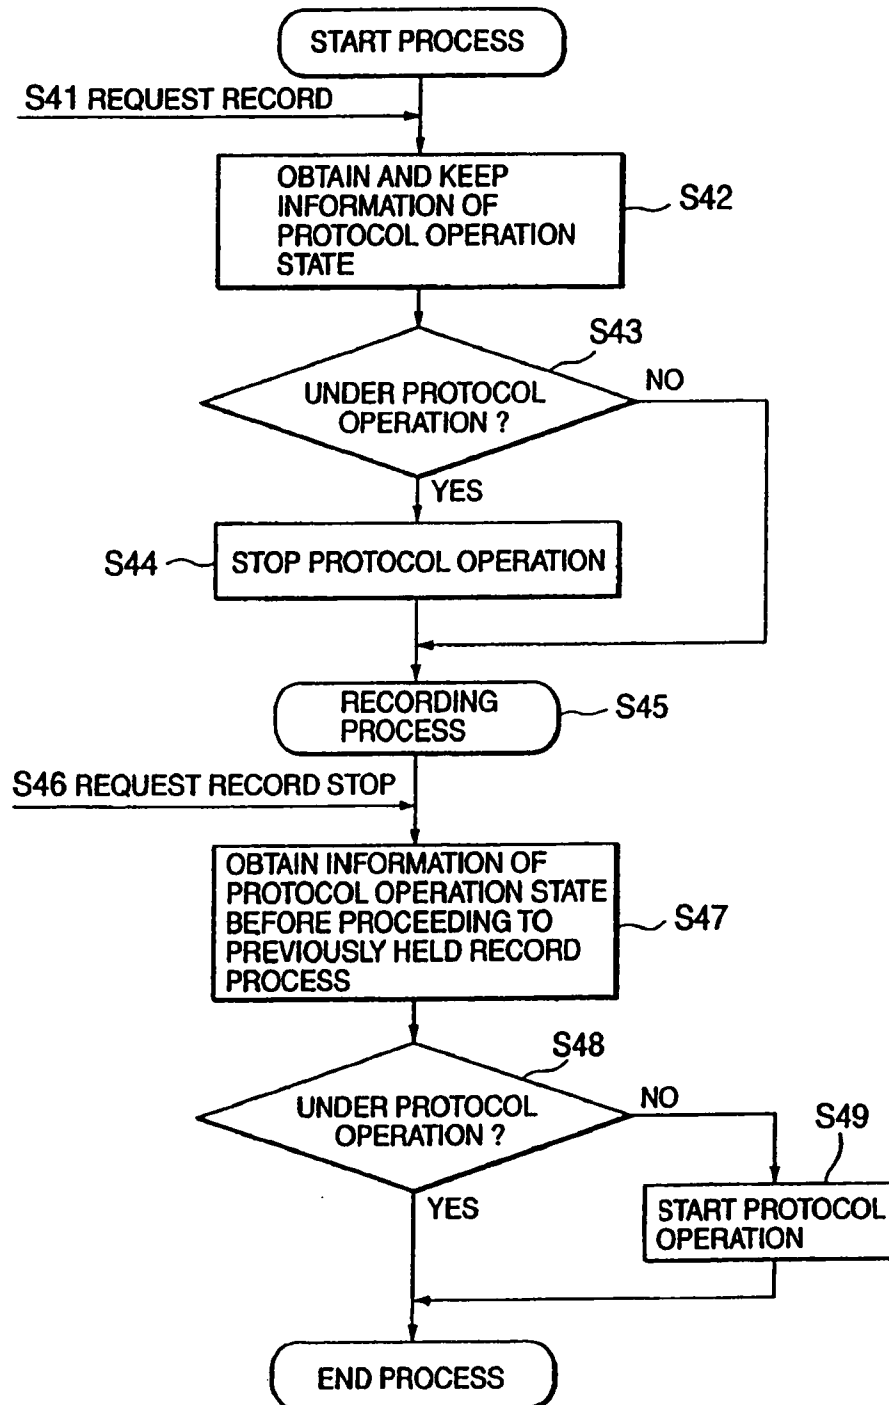 START PROCESS
S41 REQUEST RECORD
OBTAIN AND KEEP
INFORMATION OF
PROTOCOL OPERATION
STATE
S42
S43
UNDER PROTOCOL
OPERATION ?
NO
YES
S44
STOP PROTOCOL OPERATION
RECORDING
PROCESS
S45
S46 REQUEST RECORD STOP
OBTAIN INFORMATION OF
PROTOCOL OPERATION STATE
BEFORE PROCEEDING TO
PREVIOUSLY HELD RECORD
PROCESS
S47
S48
UNDER PROTOCOL
OPERATION ?
NO
S49
YES
START PROTOCOL
OPERATION
END PROCESS